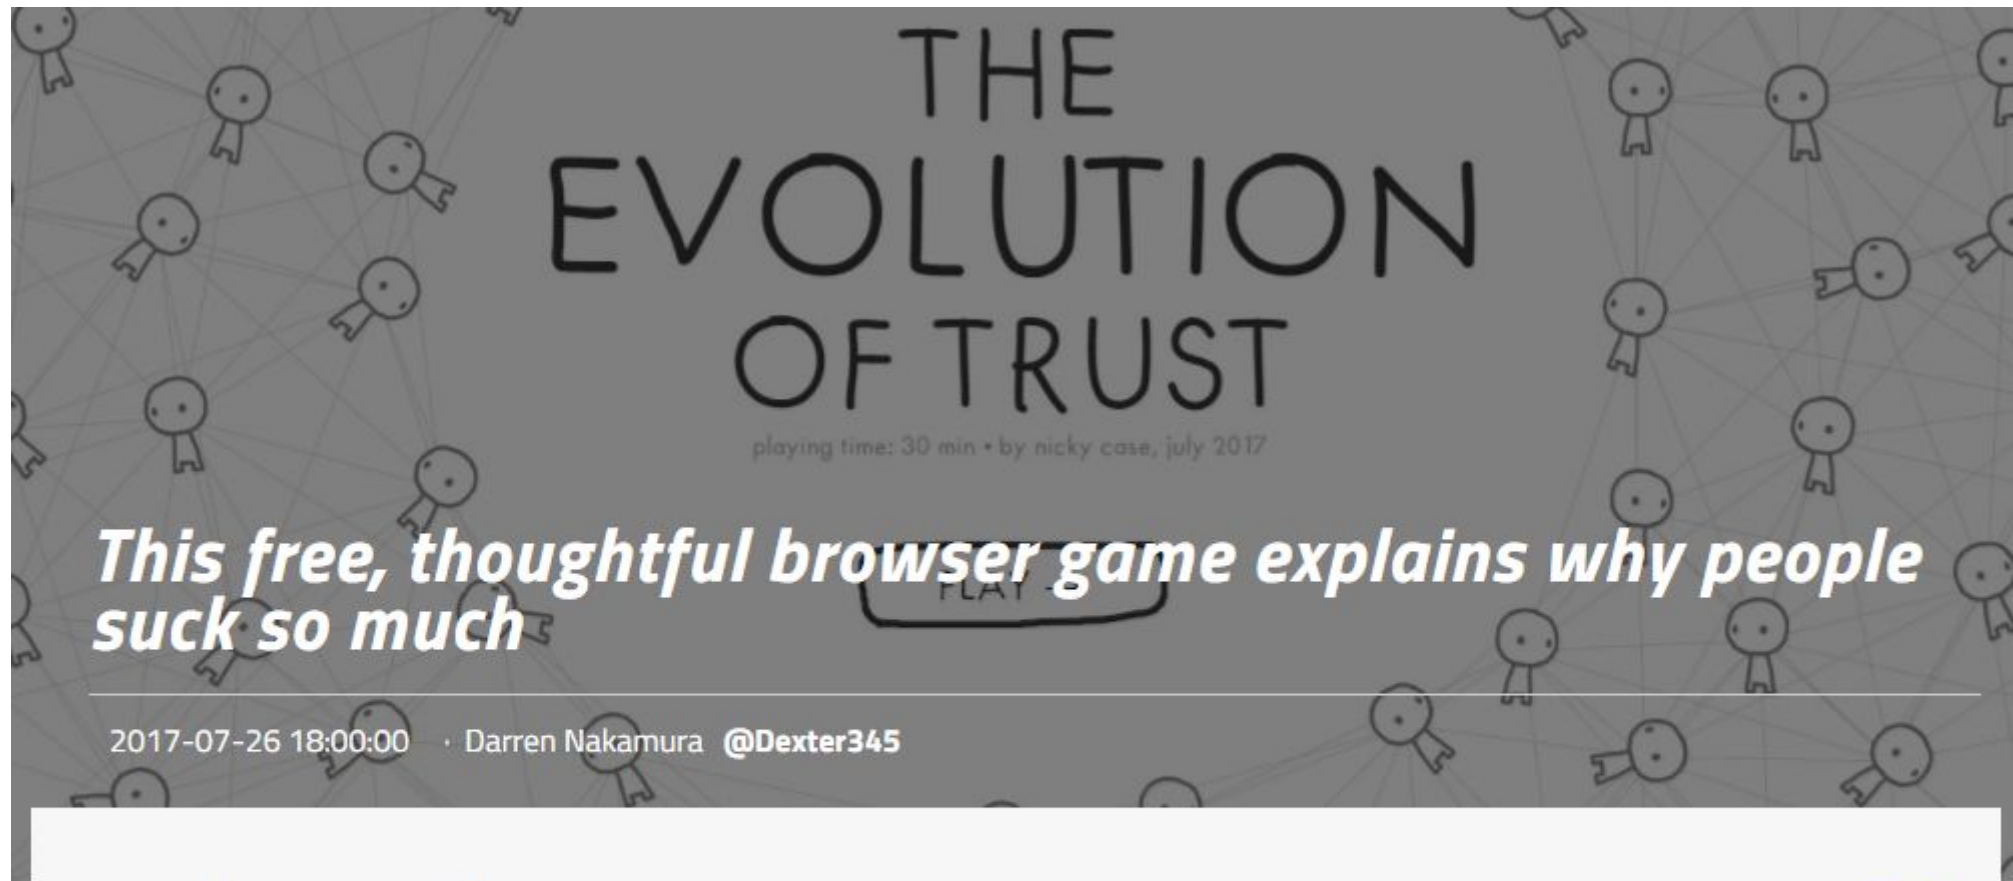 THE
EVOLUTION
OF TRUST
playing time: 30 min • by nicky case, july 2017
PLAY
This free, thoughtful browser game explains why people
suck so much
2017-07-26 18:00:00 · Darren Nakamura @Dexter345